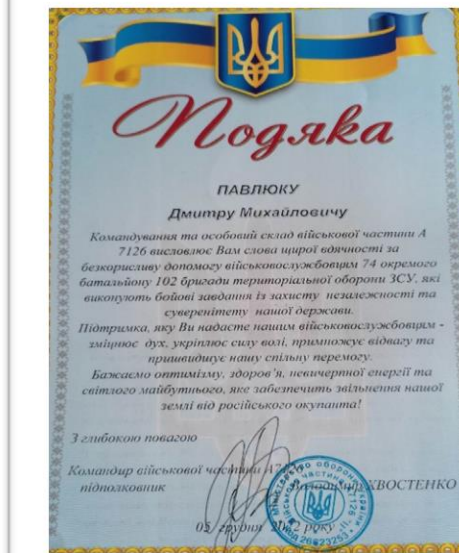 Подяка
ПАВЛЮКУ
Дмитру Михайловичу
Командування та особовий склад військової частини А
7126 висловлює Вам слова щирої вдячності за
безкорисливу допомогу військовослужбовцям 74 окремого
батальйону 102 бригади територіальної оборони ЗСУ, які
виконують бойові завдання із захисту незалежності та
суверенітету нашої держави.
Підтримка, яку Ви надаєте нашим військовослужбовцям -
зміцнює дух, укріплює силу волі, примножує відвагу та
пришвидшує нашу спільну перемогу.
Бажаємо оптимізму, здоров'я, невичерпної енергії та
світлого майбутнього, яке забезпечить звільнення нашої
землі від російського окупанта!
З глибокою повагою
Командир військової частини А7126
підполковник Володимир ХВОСТЕНКО
05 грудня 2022 року